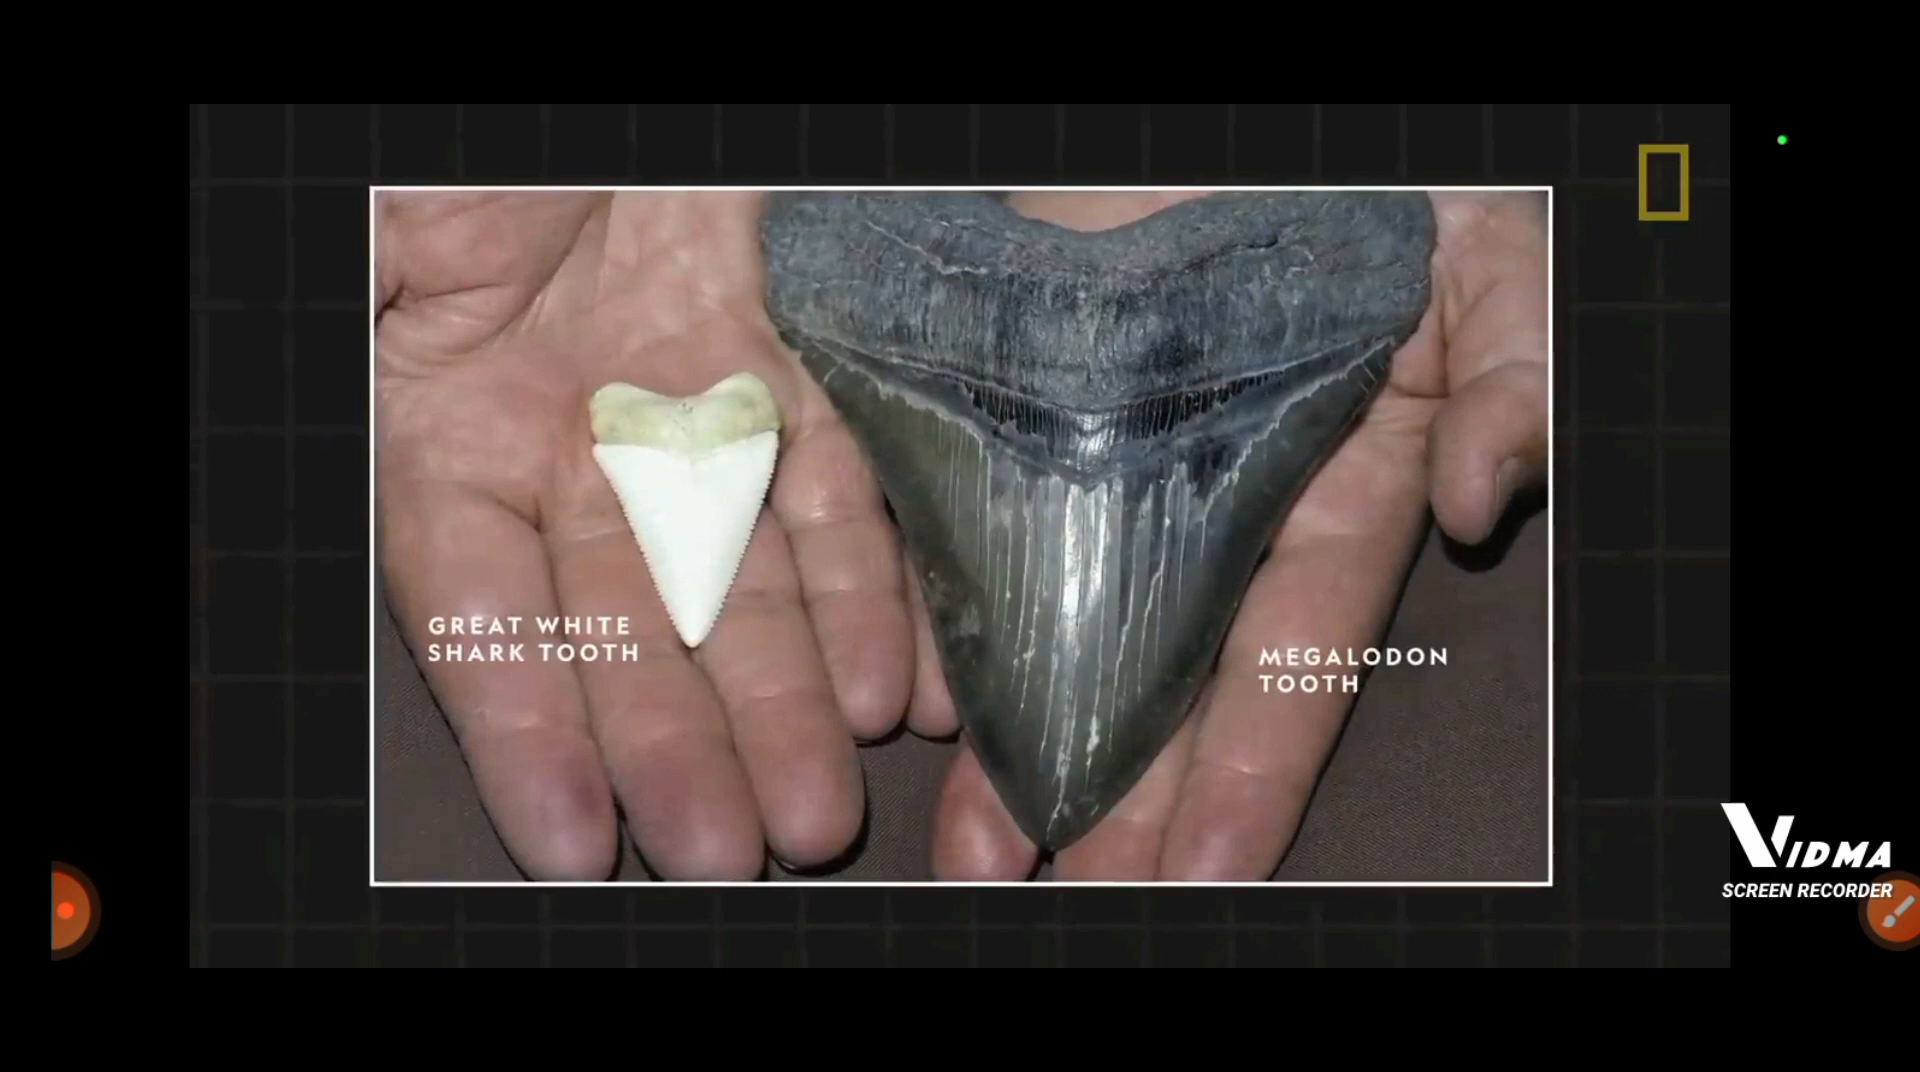 GREAT WHITE
SHARK TOOTH
MEGALODON
TOOTH
VIDMA
SCREEN RECORDER